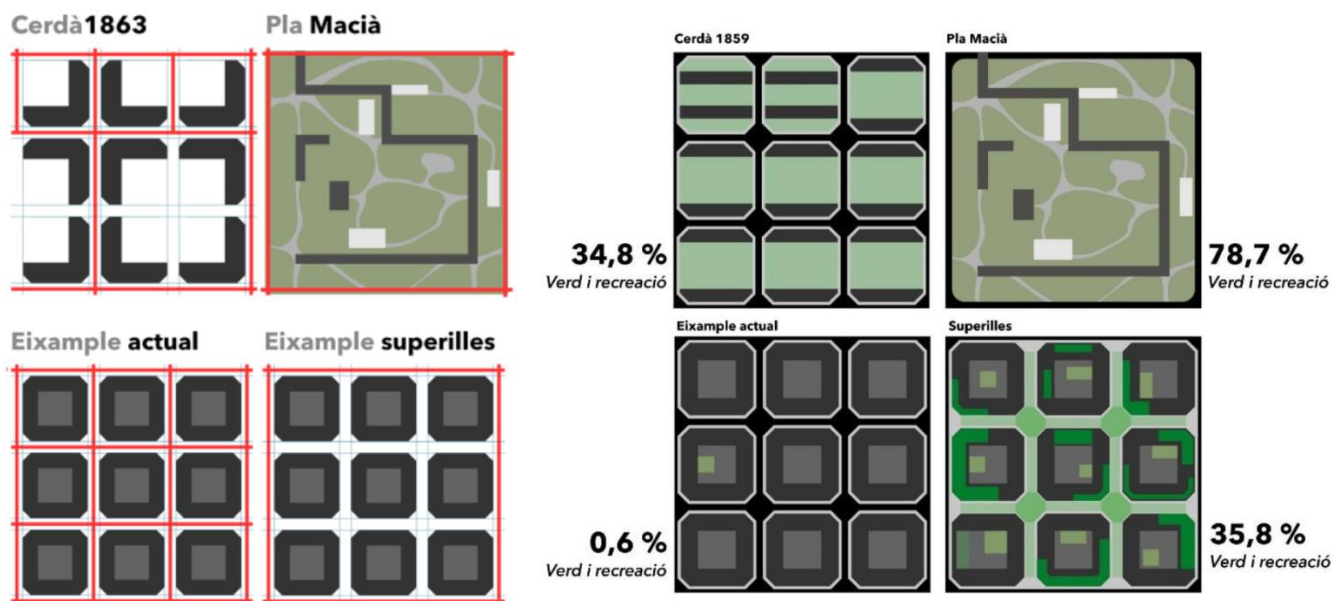 Cerdà1863
Pla Macià
Eixample actual
Eixample superilles
Cerdà 1859
Pla Macià
34,8 %
Verd i recreació
78,7 %
Verd i recreació
Eixample actual
Superilles
0,6 %
Verd i recreació
35,8 %
Verd i recreació